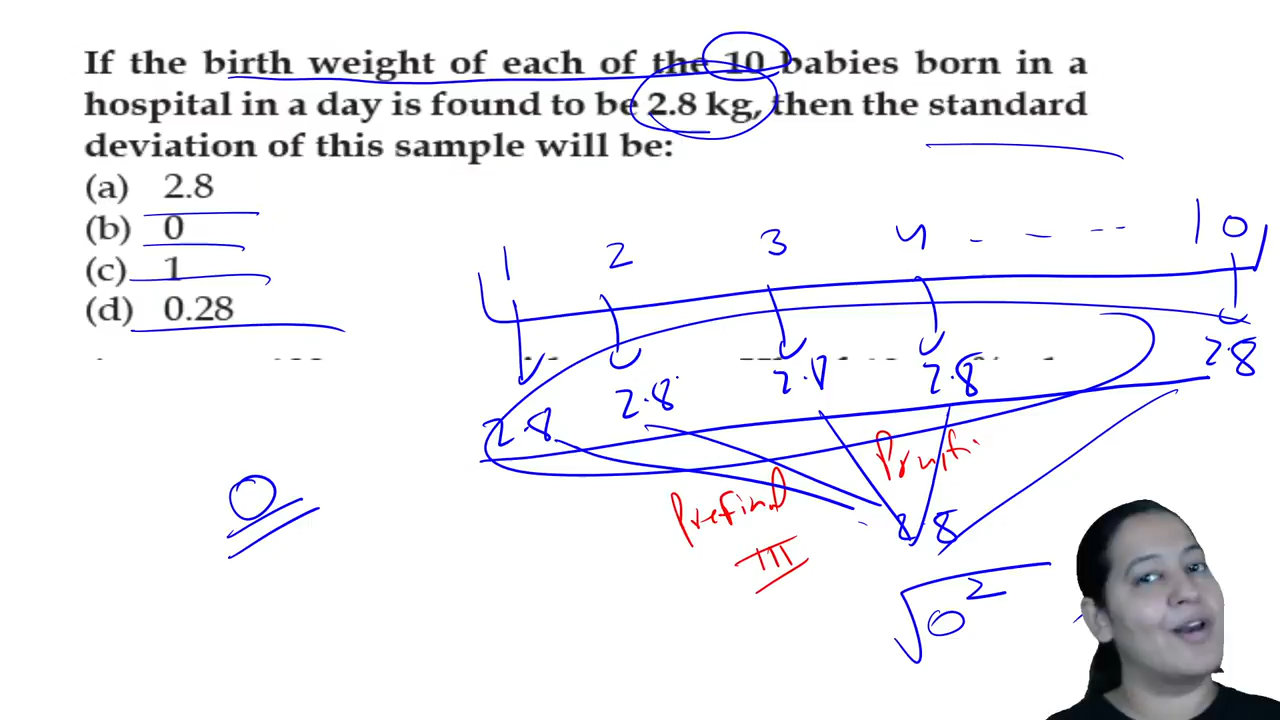 If the birth weight of each of the 10 babies born in a
hospital in a day is found to be 2.8 kg, then the standard
deviation of this sample will be:
(a) 2.8
(b) 0
(c) 1
(d) 0.28
1 2 3 4 - - - - 10
2.8 2.8 2.8 2.8 2.8
0
Prefinal
III
√0²